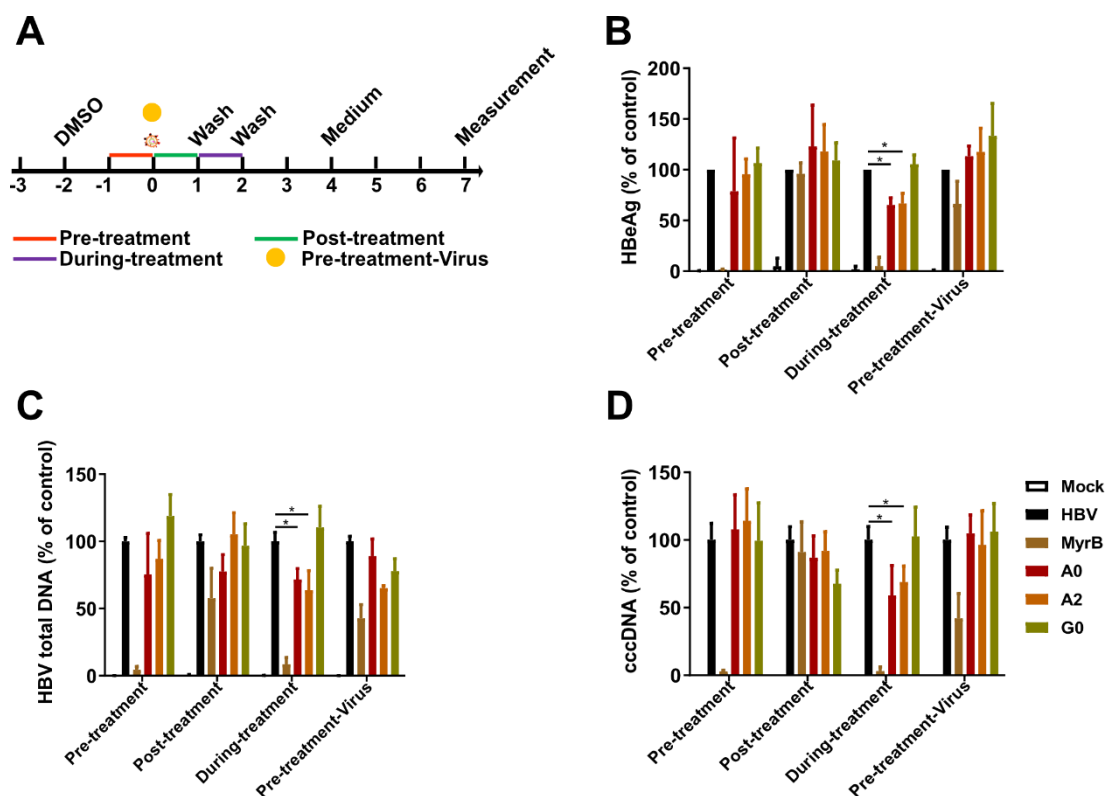 A
DMSO
Wash
Wash
Medium
Measurement
-3 -2 -1 0 1 2 3 4 5 6 7
Pre-treatment
Post-treatment
During-treatment
Pre-treatment-Virus
B
HBeAg (% of control)
200
150
100
50
0
*
*
Pre-treatment
Post-treatment
During-treatment
Pre-treatment-Virus
C
HBV total DNA (% of control)
150
100
50
0
*
*
Pre-treatment
Post-treatment
During-treatment
Pre-treatment-Virus
D
cccDNA (% of control)
150
100
50
0
*
*
Pre-treatment
Post-treatment
During-treatment
Pre-treatment-Virus
Mock
HBV
MyrB
A0
A2
G0